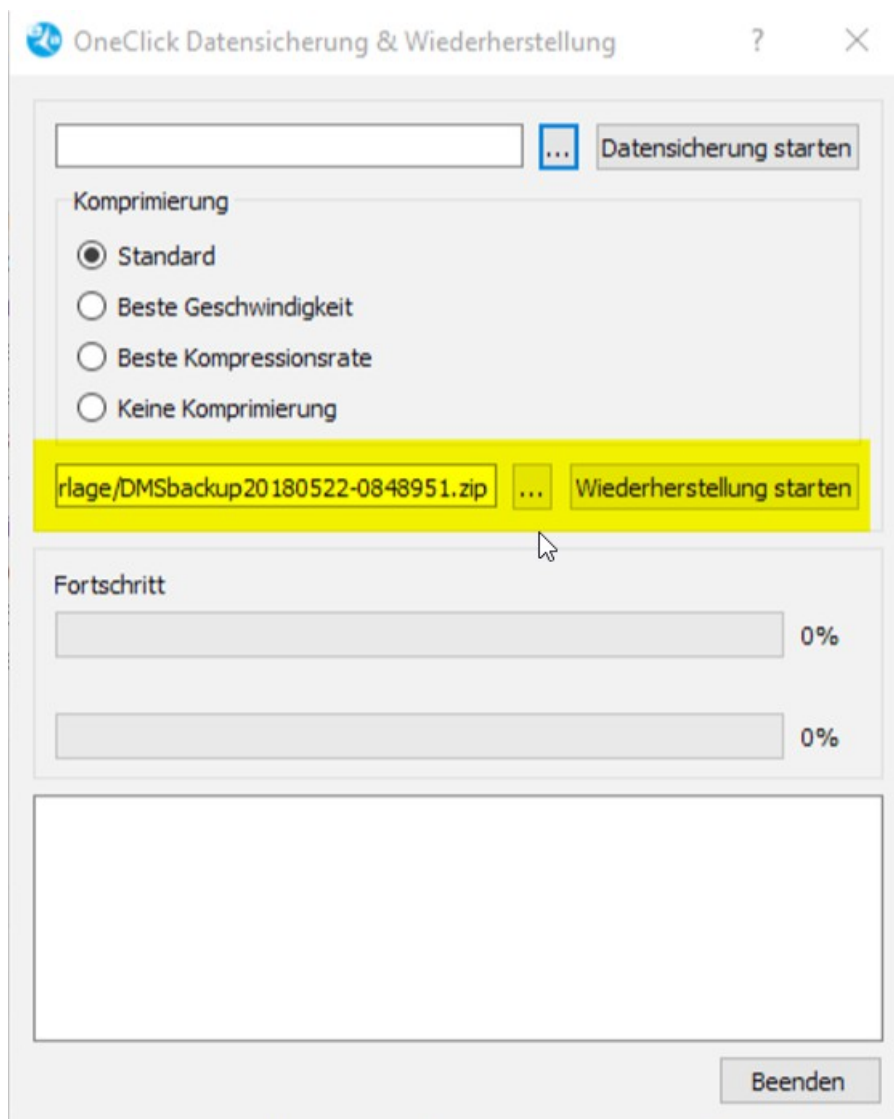 OneClick Datensicherung & Wiederherstellung ?
... Datensicherung starten
Komprimierung
Standard
Beste Geschwindigkeit
Beste Kompressionsrate
Keine Komprimierung
rlage/DMSbackup20180522-0848951.zip ... Wiederherstellung starten
Fortschritt
0%
0%
Beenden